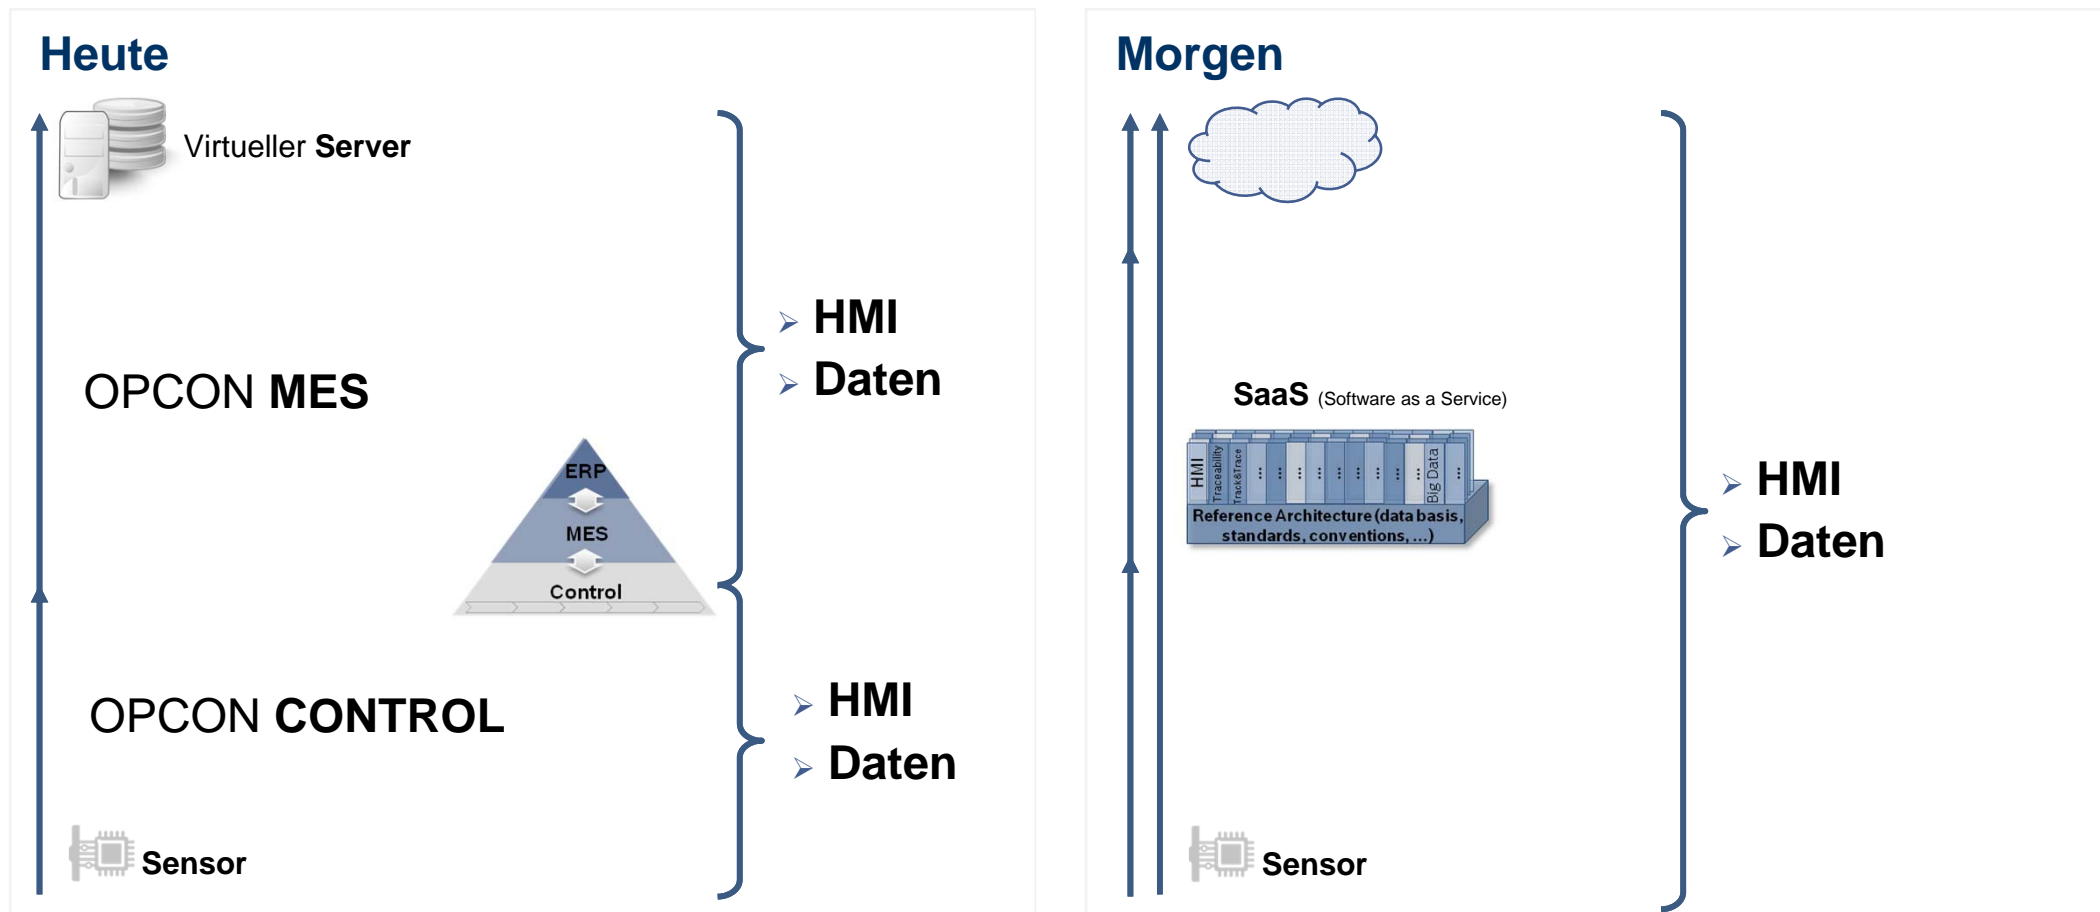 Heute
Virtueller Server
HMI
Daten
OPCON MES
ERP
MES
Control
OPCON CONTROL
HMI
Daten
Sensor
Morgen
SaaS (Software as a Service)
HMI
Traceability
Track&Trace
...
...
...
...
...
...
...
...
...
Big Data
...
Reference Architecture (data basis,
standards, conventions, ...)
HMI
Daten
Sensor